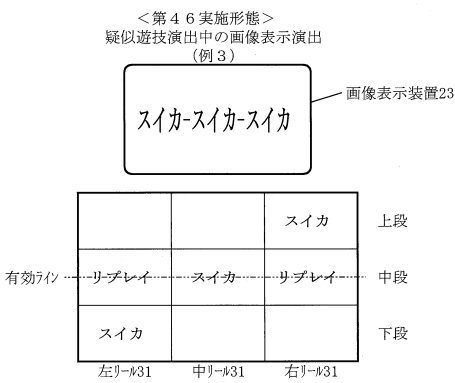 ＜第４６実施形態＞
疑似遊技演出中の画像表示演出
（例３）
スイカ-スイカ-スイカ
画像表示装置23
スイカ 上段
有効ﾗｲﾝ リプレイ スイカ リプレイ 中段
スイカ 下段
左ﾘｰﾙ31 中ﾘｰﾙ31 右ﾘｰﾙ31